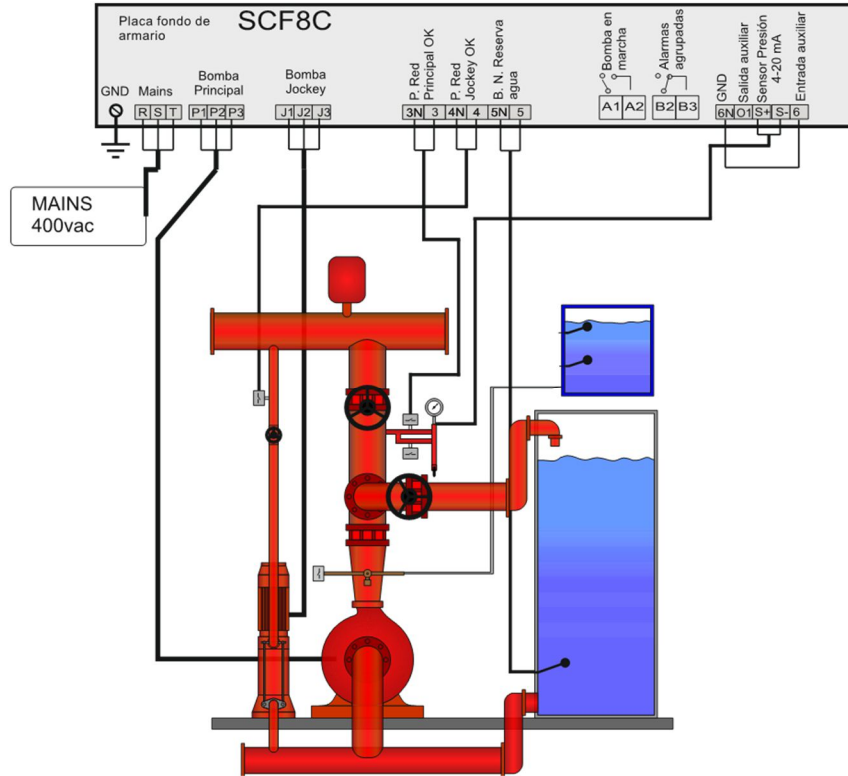 Placa fondo de
armario
SCF8C
GND
Mains
R S T
Bomba
Principal
P1 P2 P3
Bomba
Jockey
J1 J2 J3
P. Red
Principal OK
3N 3
P. Red
Jockey OK
4N 4
B. N. Reserva
agua
5N 5
Bomba en
marcha
A1 A2
Alarmas
agrupadas
B2 B3
GND
Salida auxiliar
Sensor Presión
4-20 mA
Entrada auxiliar
6N O1 S+ S- 6
MAINS
400vac